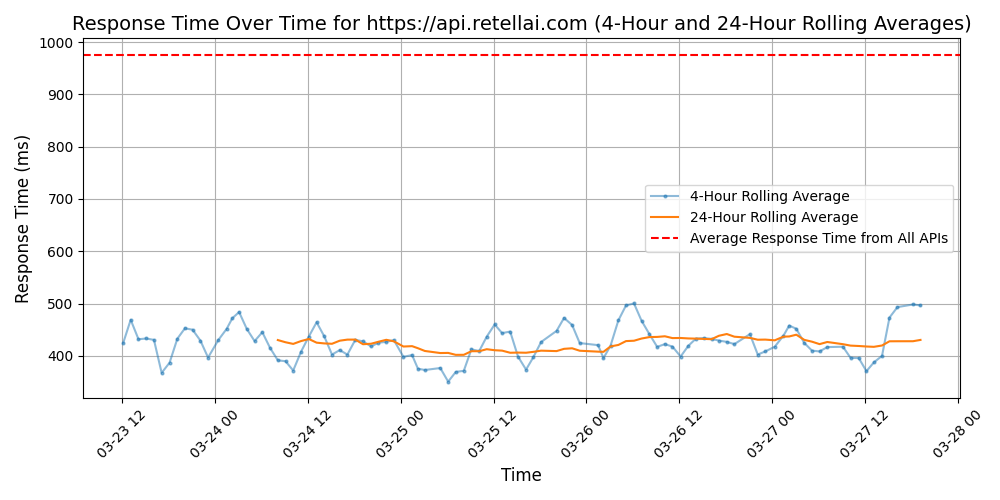 Response Time Over Time for https://api.retellai.com (4-Hour and 24-Hour Rolling Averages)
Response Time (ms)
1000
900
800
700
600
500
400
4-Hour Rolling Average
24-Hour Rolling Average
Average Response Time from All APIs
03-23 12
03-24 00
03-24 12
03-25 00
03-25 12
03-26 00
03-26 12
03-27 00
03-27 12
03-28 00
Time